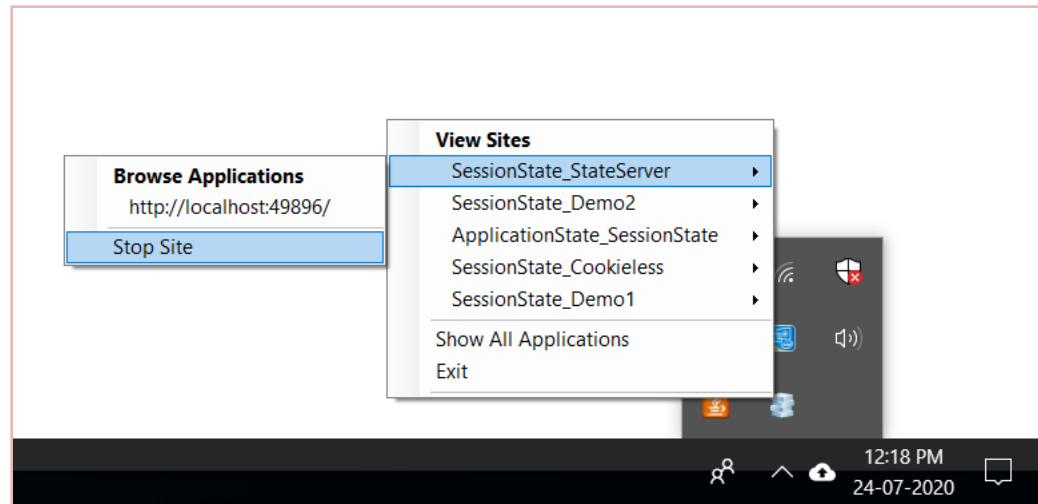 View Sites
SessionState_StateServer
SessionState_Demo2
ApplicationState_SessionState
SessionState_Cookieless
SessionState_Demo1
Show All Applications
Exit
Browse Applications
http://localhost:49896/
Stop Site
12:18 PM
24-07-2020